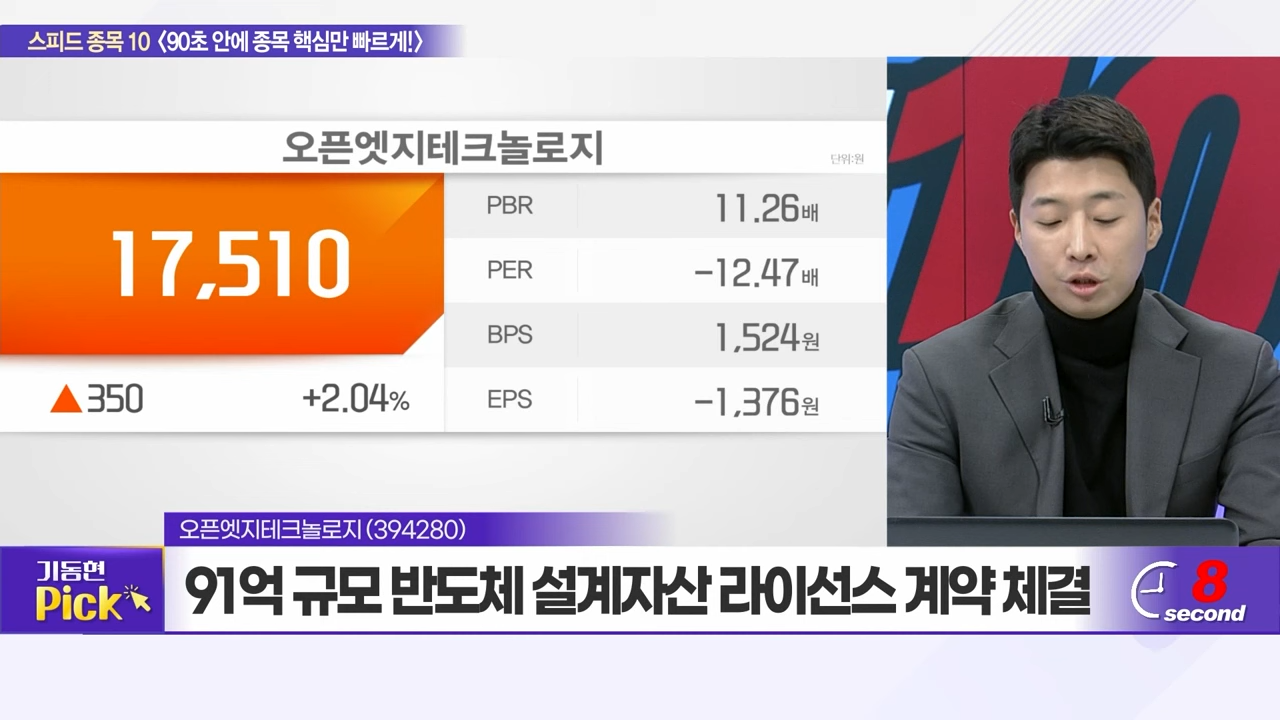 스피드 종목 10 〈90초 안에 종목 핵심만 빠르게!〉
오픈엣지테크놀로지
단위:원
17,510
▲350 +2.04%
PBR 11.26배
PER -12.47배
BPS 1,524원
EPS -1,376원
10
오픈엣지테크놀로지 (394280)
기동현
Pick
91억 규모 반도체 설계자산 라이선스 계약 체결
8
second